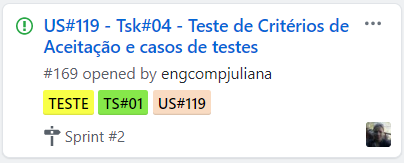 US#119 - Tsk#04 - Teste de Critérios de
Aceitação e casos de testes
#169 opened by engcompjuliana
TESTE TS#01 US#119
Sprint #2